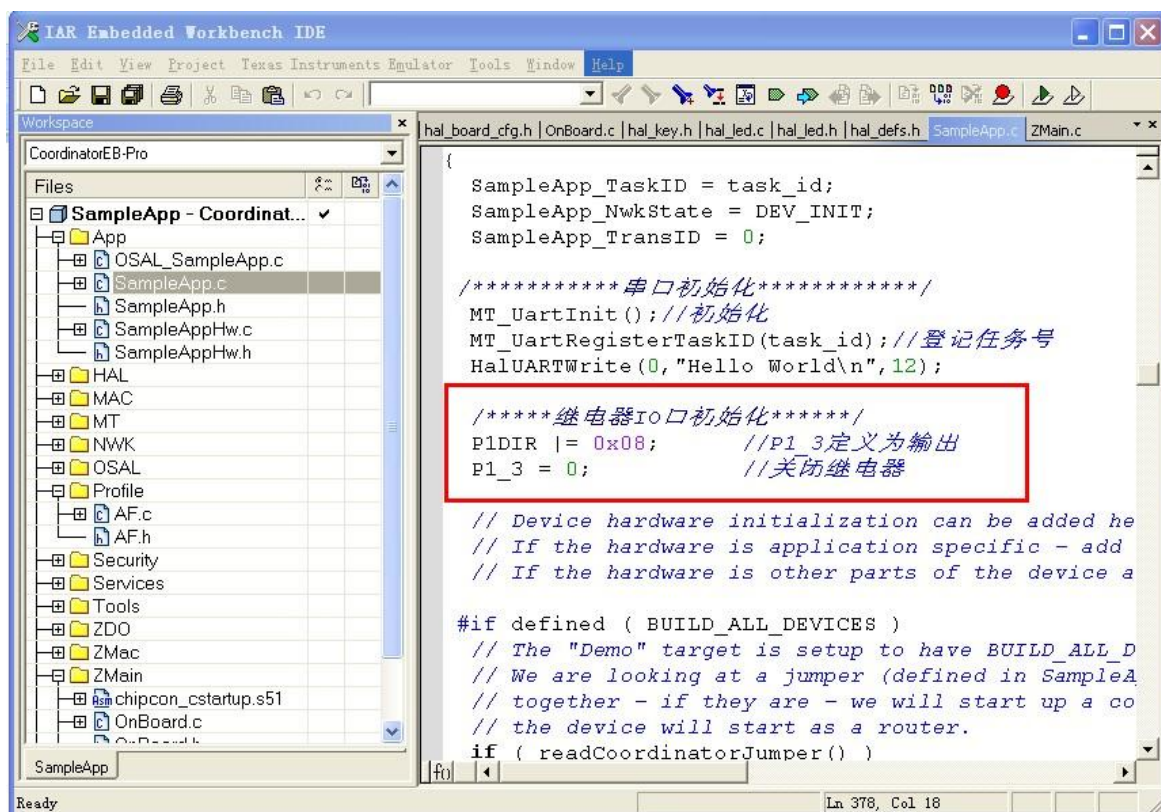 IAR Embedded Workbench IDE
File Edit View Project Texas Instruments Emulator Tools Window Help
Workspace
hal_board_cfg.h | OnBoard.c | hal_key.h | hal_led.c | hal_led.h | hal_defs.h SampleApp.c ZMain.c
CoordinatorEB-Pro
Files
SampleApp - Coordinat...
App
OSAL_SampleApp.c
SampleApp.c
SampleApp.h
SampleAppHw.c
SampleAppHw.h
HAL
MAC
MT
NWK
OSAL
Profile
AF.c
AF.h
Security
Services
Tools
ZDO
ZMac
ZMain
chipcon_cstartup.s51
OnBoard.c
SampleApp
{
SampleApp_TaskID = task_id;
SampleApp_NwkState = DEV_INIT;
SampleApp_TransID = 0;
/***********串口初始化************/
MT_UartInit();//初始化
MT_UartRegisterTaskID(task_id);//登记任务号
HalUARTWrite(0,"Hello World\n",12);
/*****继电器IO口初始化******/
P1DIR |= 0x08; //P1_3定义为输出
P1_3 = 0; //关闭继电器
// Device hardware initialization can be added he
// If the hardware is application specific - add
// If the hardware is other parts of the device a
#if defined ( BUILD_ALL_DEVICES )
// The "Demo" target is setup to have BUILD_ALL_D
// We are looking at a jumper (defined in SampleA
// together - if they are - we will start up a co
// the device will start as a router.
if ( readCoordinatorJumper() )
f()
Ready
Ln 378, Col 18